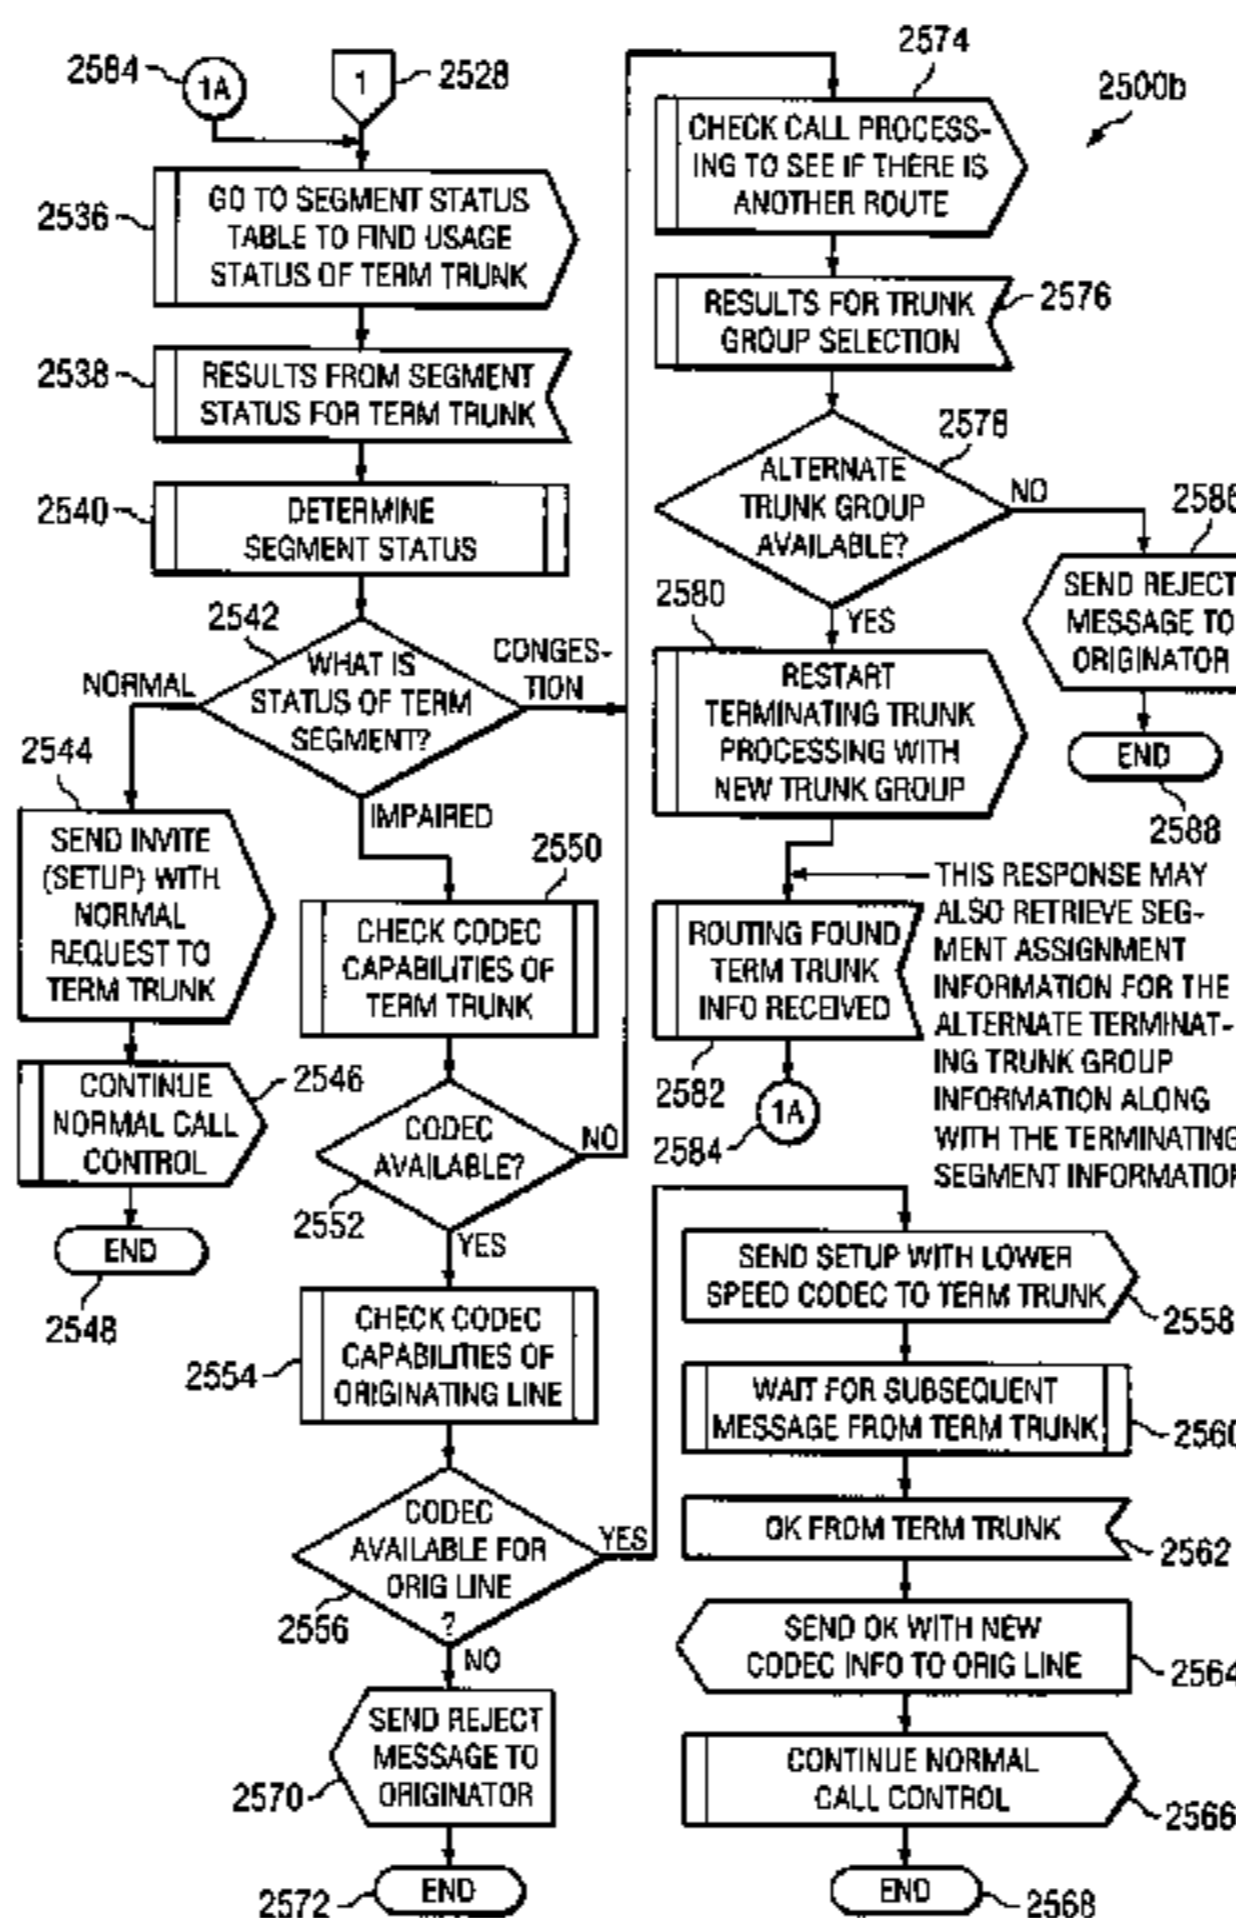 2584
1A
1
2528
2536
GO TO SEGMENT STATUS
TABLE TO FIND USAGE
STATUS OF TERM TRUNK
2538
RESULTS FROM SEGMENT
STATUS FOR TERM TRUNK
2540
DETERMINE
SEGMENT STATUS
2542
WHAT IS
STATUS OF TERM
SEGMENT?
NORMAL
CONGES-
TION
IMPAIRED
2544
SEND INVITE
(SETUP) WITH
NORMAL
REQUEST TO
TERM TRUNK
CONTINUE
NORMAL CALL
CONTROL
2546
END
2548
2550
CHECK CODEC
CAPABILITIES OF
TERM TRUNK
CODEC
AVAILABLE?
NO
2552
YES
2554
CHECK CODEC
CAPABILITIES OF
ORIGINATING LINE
CODEC
AVAILABLE FOR
ORIG LINE
?
YES
2556
NO
SEND REJECT
MESSAGE TO
ORIGINATOR
2570
END
2572
2574
2500b
CHECK CALL PROCESS-
ING TO SEE IF THERE IS
ANOTHER ROUTE
RESULTS FOR TRUNK
GROUP SELECTION
2576
2578
ALTERNATE
TRUNK GROUP
AVAILABLE?
NO
YES
2586
SEND REJECT
MESSAGE TO
ORIGINATOR
END
2588
2580
RESTART
TERMINATING TRUNK
PROCESSING WITH
NEW TRUNK GROUP
ROUTING FOUND
TERM TRUNK
INFO RECEIVED
2582
1A
2584
THIS RESPONSE MAY
ALSO RETRIEVE SEG-
MENT ASSIGNMENT
INFORMATION FOR THE
ALTERNATE TERMINAT-
ING TRUNK GROUP
INFORMATION ALONG
WITH THE TERMINATING
SEGMENT INFORMATION
SEND SETUP WITH LOWER
SPEED CODEC TO TERM TRUNK
2558
WAIT FOR SUBSEQUENT
MESSAGE FROM TERM TRUNK
2560
OK FROM TERM TRUNK
2562
SEND OK WITH NEW
CODEC INFO TO ORIG LINE
2564
CONTINUE NORMAL
CALL CONTROL
2566
END
2568